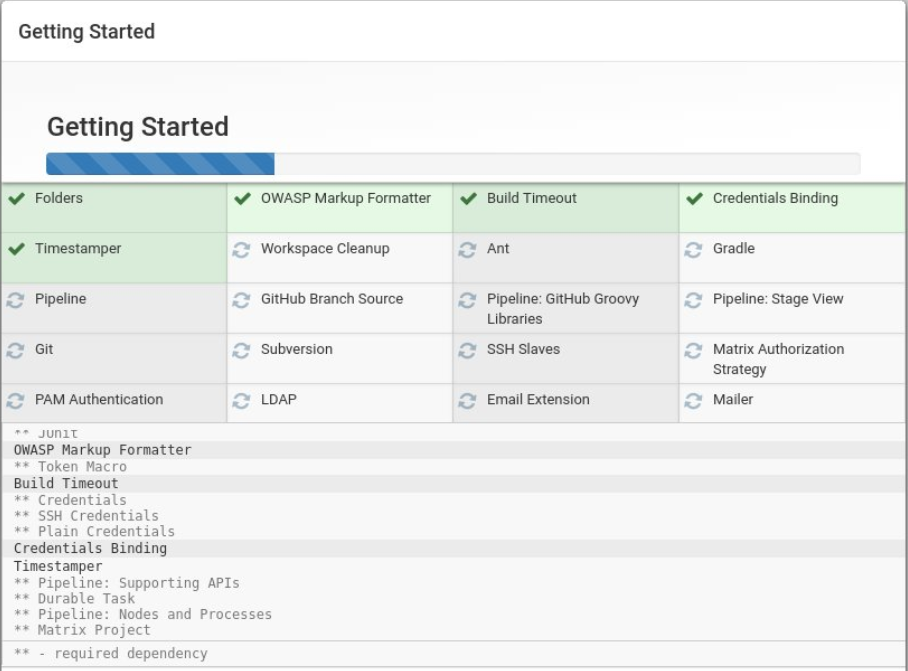 Getting Started
Getting Started
Folders
OWASP Markup Formatter
Build Timeout
Credentials Binding
Timestamper
Workspace Cleanup
Ant
Gradle
Pipeline
GitHub Branch Source
Pipeline: GitHub Groovy
Libraries
Pipeline: Stage View
Git
Subversion
SSH Slaves
Matrix Authorization
Strategy
PAM Authentication
LDAP
Email Extension
Mailer
** JUnit
OWASP Markup Formatter
** Token Macro
Build Timeout
** Credentials
** SSH Credentials
** Plain Credentials
Credentials Binding
Timestamper
** Pipeline: Supporting APIs
** Durable Task
** Pipeline: Nodes and Processes
** Matrix Project
** - required dependency